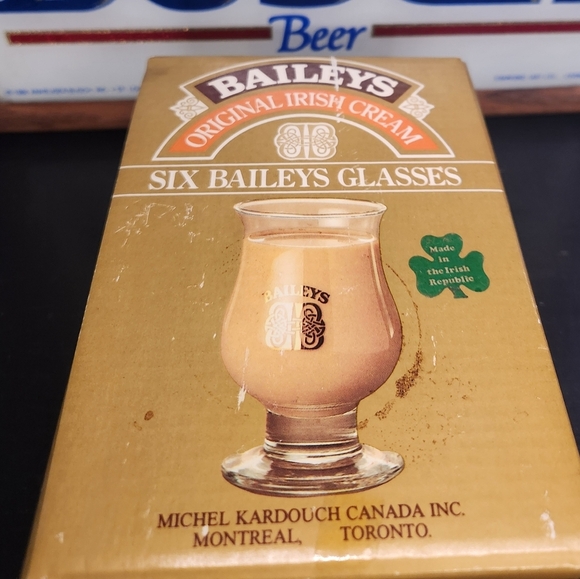 Beer
BAILEYS
ORIGINAL IRISH CREAM
SIX BAILEYS GLASSES
Made
in
the Irish
Republic
BAILEYS
MICHEL KARDOUCH CANADA INC.
MONTREAL, TORONTO.